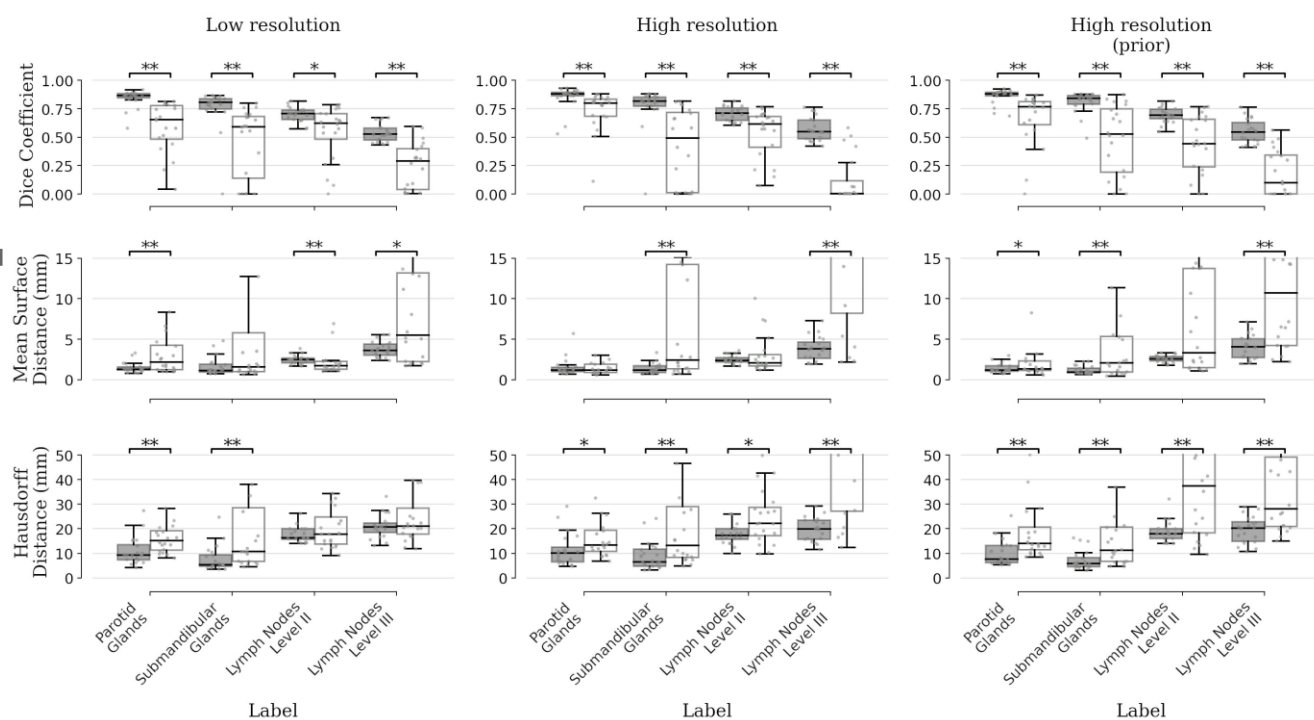 Low resolution
High resolution
High resolution
(prior)
Dice Coefficient
** ** * **
1.00
0.75
0.50
0.25
0.00
** ** ** **
1.00
0.75
0.50
0.25
0.00
** ** ** **
1.00
0.75
0.50
0.25
0.00
Mean Surface
Distance (mm)
** ** *
15
10
5
0
** **
15
10
5
0
* ** **
15
10
5
0
Hausdorff
Distance (mm)
** **
50
40
30
20
10
0
* ** * **
50
40
30
20
10
0
** ** ** **
50
40
30
20
10
0
Parotid
Glands
Submandibular
Glands
Lymph Nodes
Level II
Lymph Nodes
Level III
Parotid
Glands
Submandibular
Glands
Lymph Nodes
Level II
Lymph Nodes
Level III
Parotid
Glands
Submandibular
Glands
Lymph Nodes
Level II
Lymph Nodes
Level III
Label
Label
Label